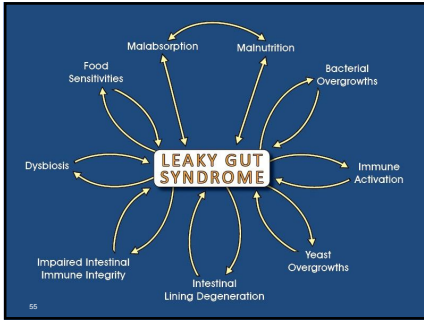 Malabsorption
Malnutrition
Food
Sensitivities
Bacterial
Overgrowths
LEAKY GUT
SYNDROME
Dysbiosis
Immune
Activation
Impaired Intestinal
Immune Integrity
Yeast
Overgrowths
Intestinal
Lining Degeneration
55